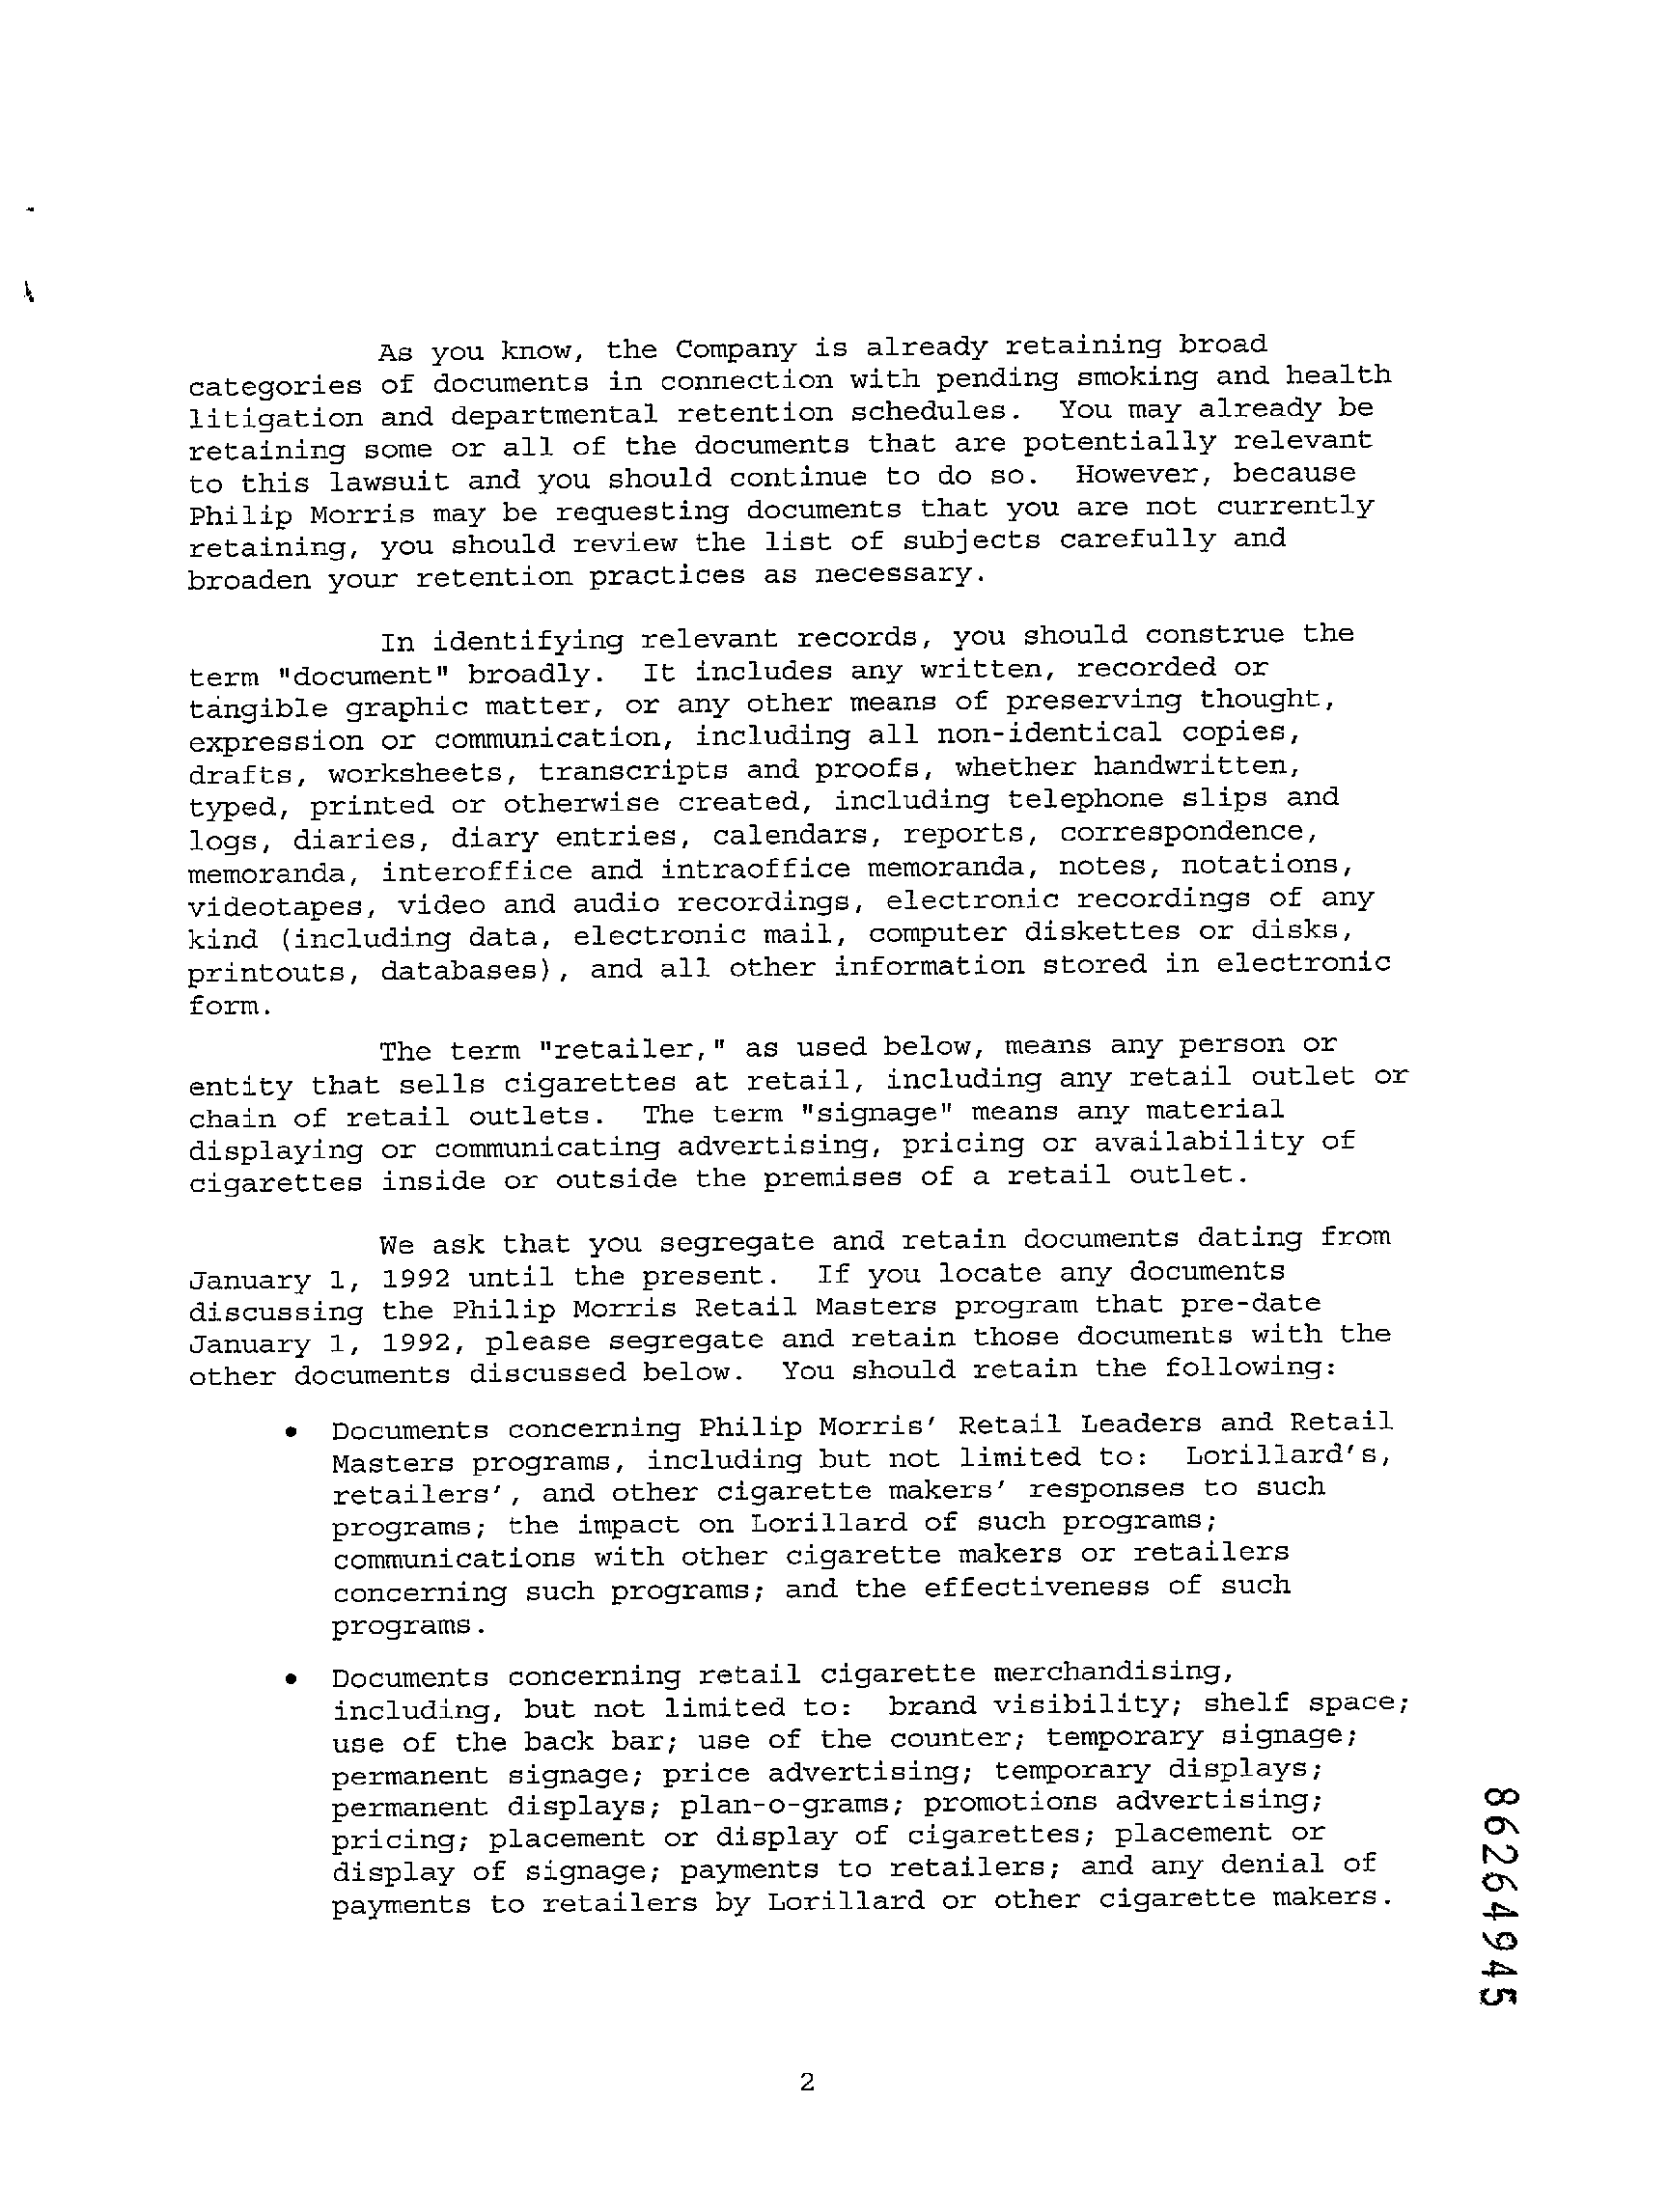 As you know, the Company is already retaining broad
categories of documents in connection with pending smoking and health
litigation and departmental retention schedules. You may already be
retaining some or all of the documents that are potentially relevant
to this lawsuit and you should continue to do so. However, because
Philip Morris may be requesting documents that you are not currently
retaining, you should review the list of subjects carefully and
broaden your retention practices as necessary.
In identifying relevant records, you should construe the
term "document" broadly. It includes any written, recorded or
tangible graphic matter, or any other means of preserving thought,
expression or communication, including all non-identical copies,
drafts, worksheets, transcripts and proofs, whether handwritten,
typed, printed or otherwise created, including telephone slips and
logs, diaries, diary entries, calendars, reports, correspondence,
memoranda, interoffice and intraoffice memoranda, notes, notations,
videotapes, video and audio recordings, electronic recordings of any
kind (including data, electronic mail, computer diskettes or disks,
printouts, databases), and all other information stored in electronic
form.
The term "retailer," as used below, means any person or
entity that sells cigarettes at retail, including any retail outlet or
chain of retail outlets. The term "signage" means any material
displaying or communicating advertising, pricing or availability of
cigarettes inside or outside the premises of a retail outlet.
We ask that you segregate and retain documents dating from
January 1, 1992 until the present. If you locate any documents
discussing the Philip Morris Retail Masters program that pre-date
January 1, 1992, please segregate and retain those documents with the
other documents discussed below. You should retain the following:
• Documents concerning Philip Morris' Retail Leaders and Retail
Masters programs, including but not limited to: Lorillard's,
retailers', and other cigarette makers' responses to such
programs; the impact on Lorillard of such programs;
communications with other cigarette makers or retailers
concerning such programs; and the effectiveness of such
programs.
• Documents concerning retail cigarette merchandising,
including, but not limited to: brand visibility; shelf space;
use of the back bar; use of the counter; temporary signage;
permanent signage; price advertising; temporary displays;
permanent displays; plan-o-grams; promotions advertising;
pricing; placement or display of cigarettes; placement or
display of signage; payments to retailers; and any denial of
payments to retailers by Lorillard or other cigarette makers.
86264945
2